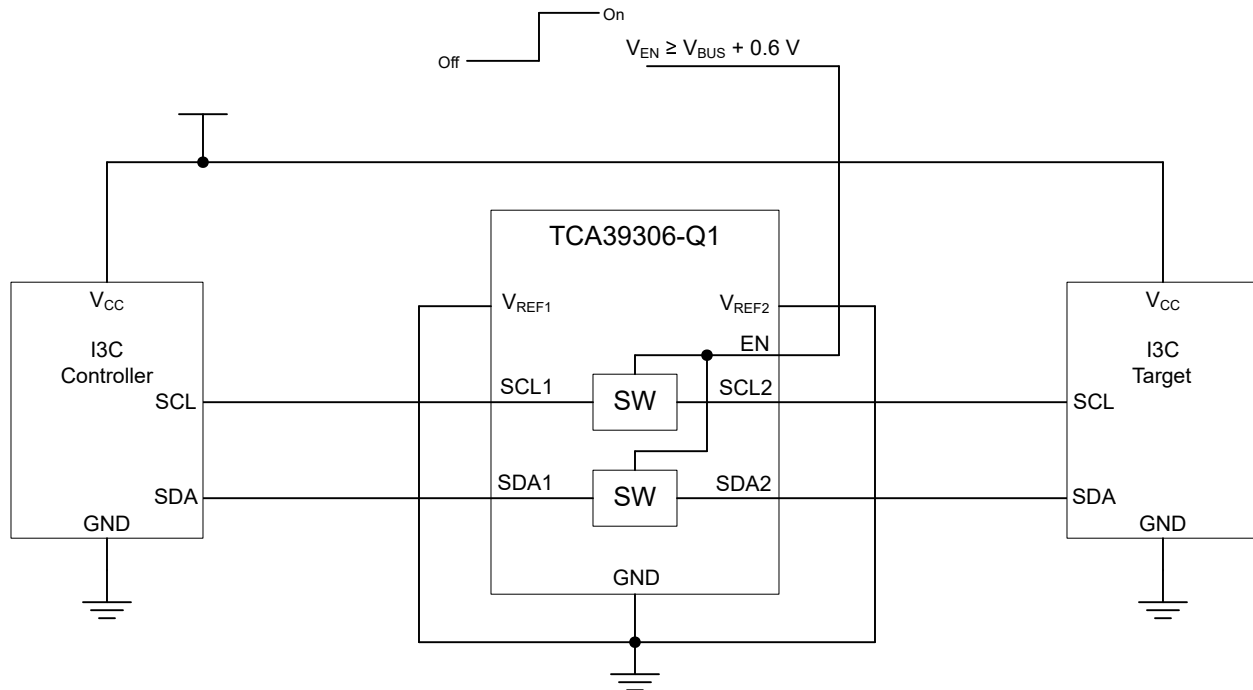 On
Off
V_EN ≥ V_BUS + 0.6 V
TCA39306-Q1
V_CC
I3C
Controller
SCL
SDA
GND
V_REF1
V_REF2
EN
SCL1
SW
SCL2
SDA1
SW
SDA2
GND
V_CC
I3C
Target
SCL
SDA
GND